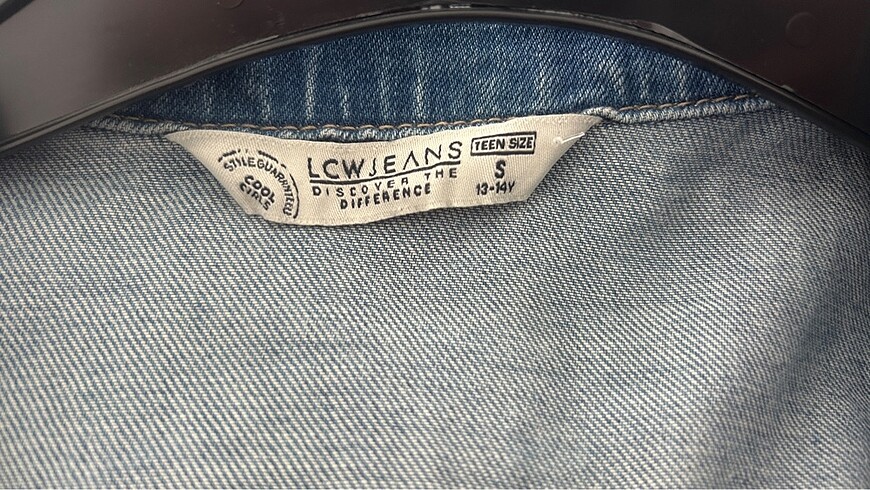 STYLE GUARANTEED
COOL
GIRLS
LCWJEANS
DISCOVER THE
DIFFERENCE
TEEN SIZE
S
13-14Y